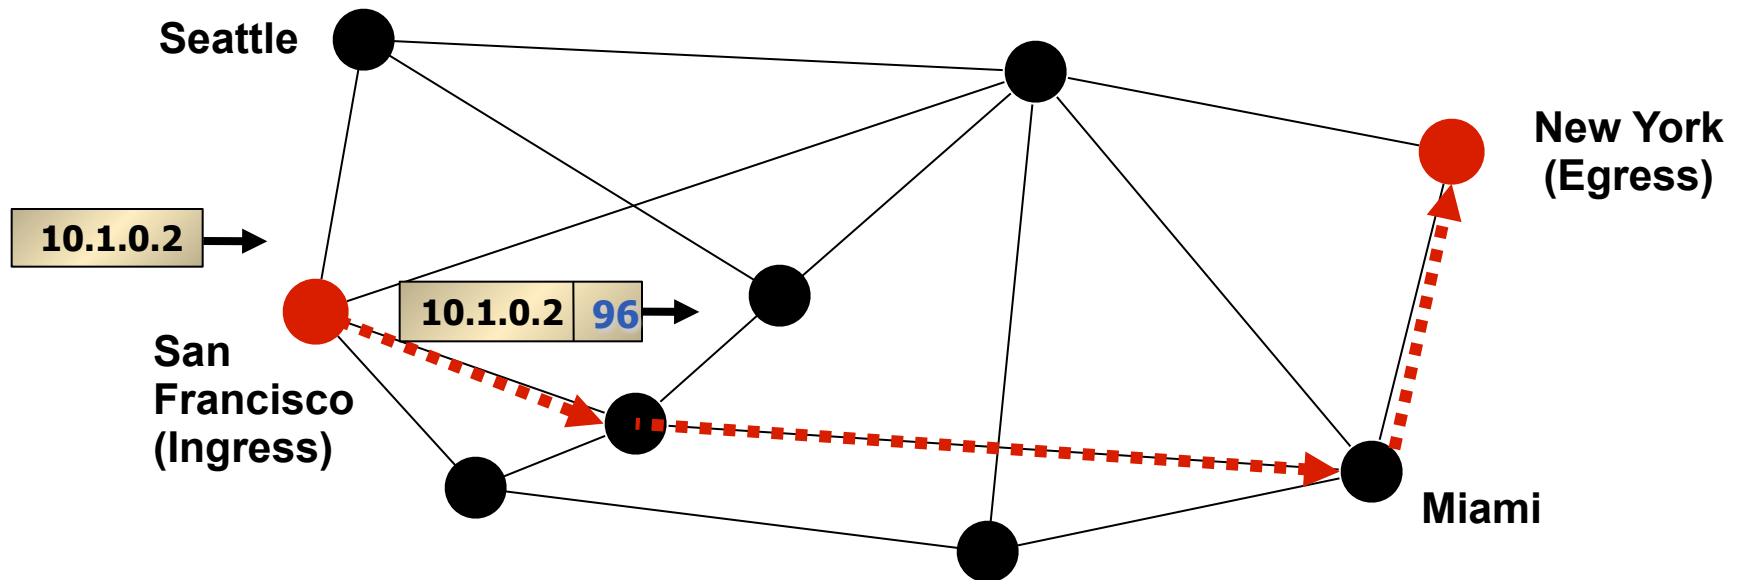 Seattle
New York
(Egress)
10.1.0.2
10.1.0.2 96
San
Francisco
(Ingress)
Miami